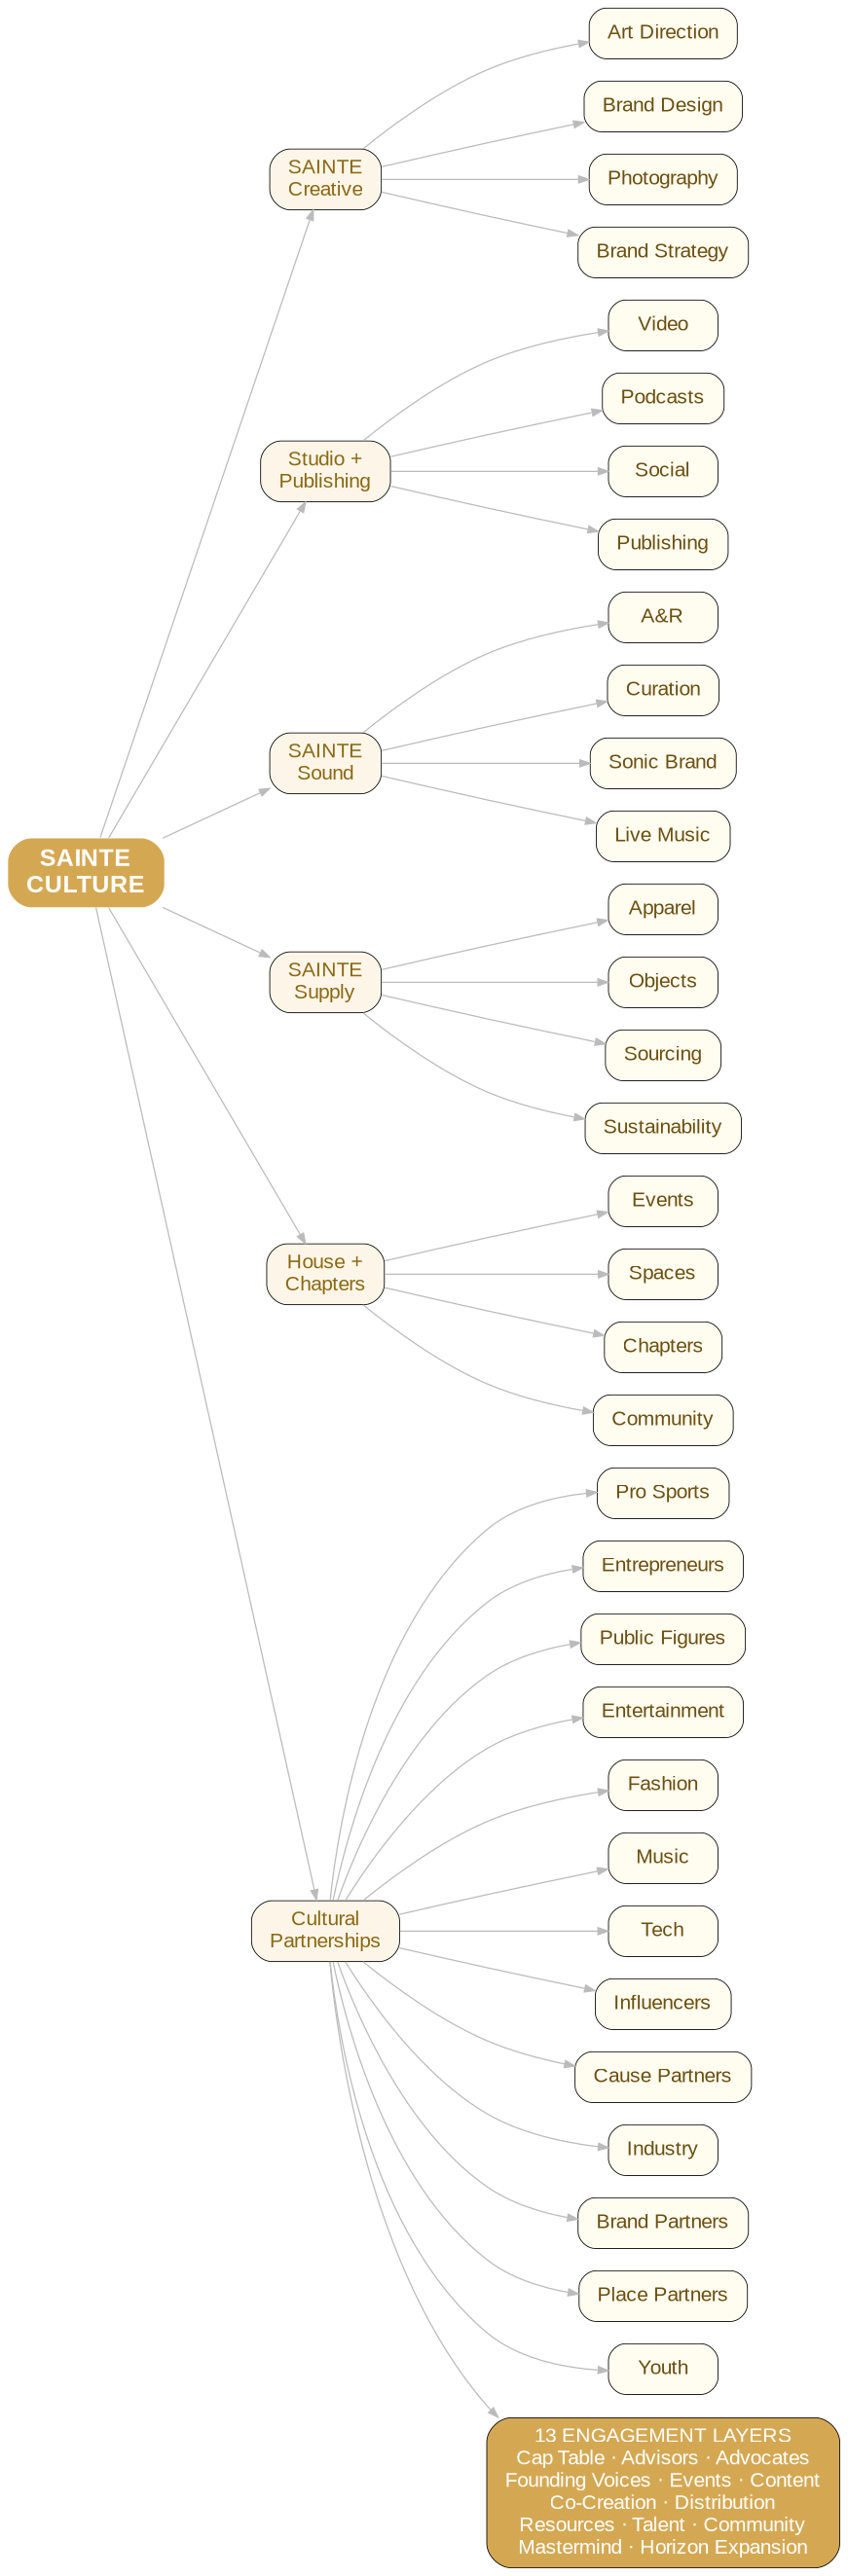 Art Direction
Brand Design
SAINTE
Creative
Photography
Brand Strategy
Video
Podcasts
Studio +
Publishing
Social
Publishing
A&R
Curation
SAINTE
Sound
Sonic Brand
Live Music
SAINTE
CULTURE
Apparel
SAINTE
Supply
Objects
Sourcing
Sustainability
Events
House +
Chapters
Spaces
Chapters
Community
Pro Sports
Entrepreneurs
Public Figures
Entertainment
Fashion
Music
Cultural
Partnerships
Tech
Influencers
Cause Partners
Industry
Brand Partners
Place Partners
Youth
13 ENGAGEMENT LAYERS
Cap Table · Advisors · Advocates
Founding Voices · Events · Content
Co-Creation · Distribution
Resources · Talent · Community
Mastermind · Horizon Expansion